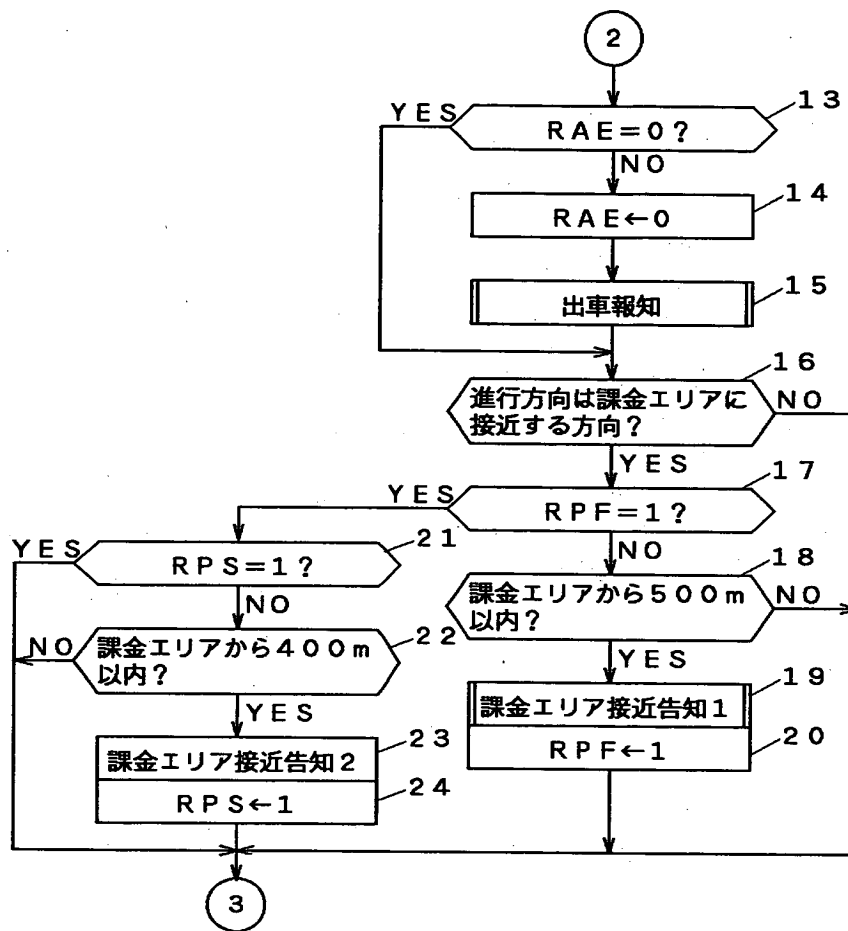 2
13
YES
RAE=0?
NO
14
RAE←0
15
出車報知
16
進行方向は課金エリアに
接近する方向?
NO
YES
17
YES
RPF=1?
NO
21
YES
RPS=1?
NO
18
課金エリアから500m
以内?
NO
YES
22
NO
課金エリアから400m
以内?
YES
19
課金エリア接近告知1
20
RPF←1
23
課金エリア接近告知2
24
RPS←1
3